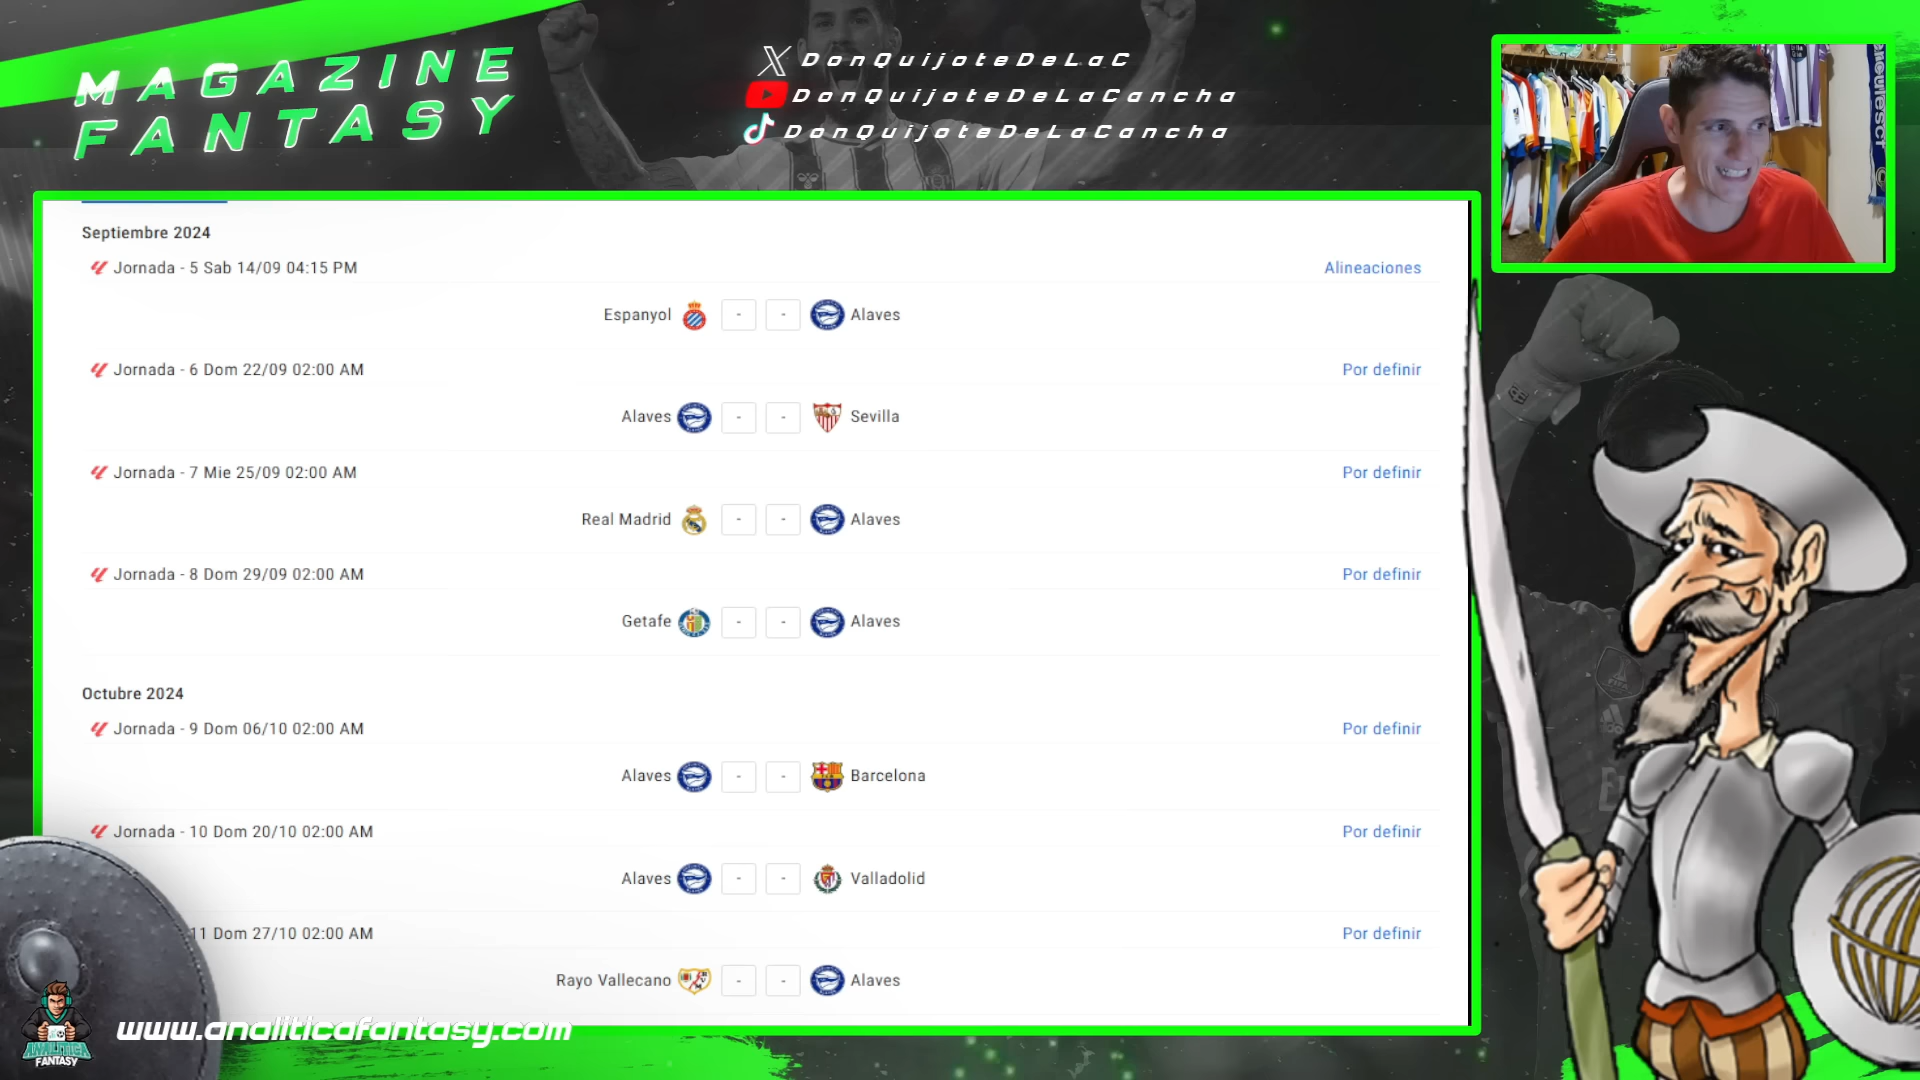 MAGAZINE
FANTASY
DonQuijoteDeLaC
DonQuijoteDeLaCancha
DonQuijoteDeLaCancha
Septiembre 2024
Jornada - 5 Sab 14/09 04:15 PM
Alineaciones
Espanyol - - Alaves
Jornada - 6 Dom 22/09 02:00 AM
Por definir
Alaves - - Sevilla
Jornada - 7 Mie 25/09 02:00 AM
Por definir
Real Madrid - - Alaves
Jornada - 8 Dom 29/09 02:00 AM
Por definir
Getafe - - Alaves
Octubre 2024
Jornada - 9 Dom 06/10 02:00 AM
Por definir
Alaves - - Barcelona
Jornada - 10 Dom 20/10 02:00 AM
Por definir
Alaves - - Valladolid
11 Dom 27/10 02:00 AM
Por definir
Rayo Vallecano - - Alaves
ANALITICA
FANTASY
www.analiticafantasy.com